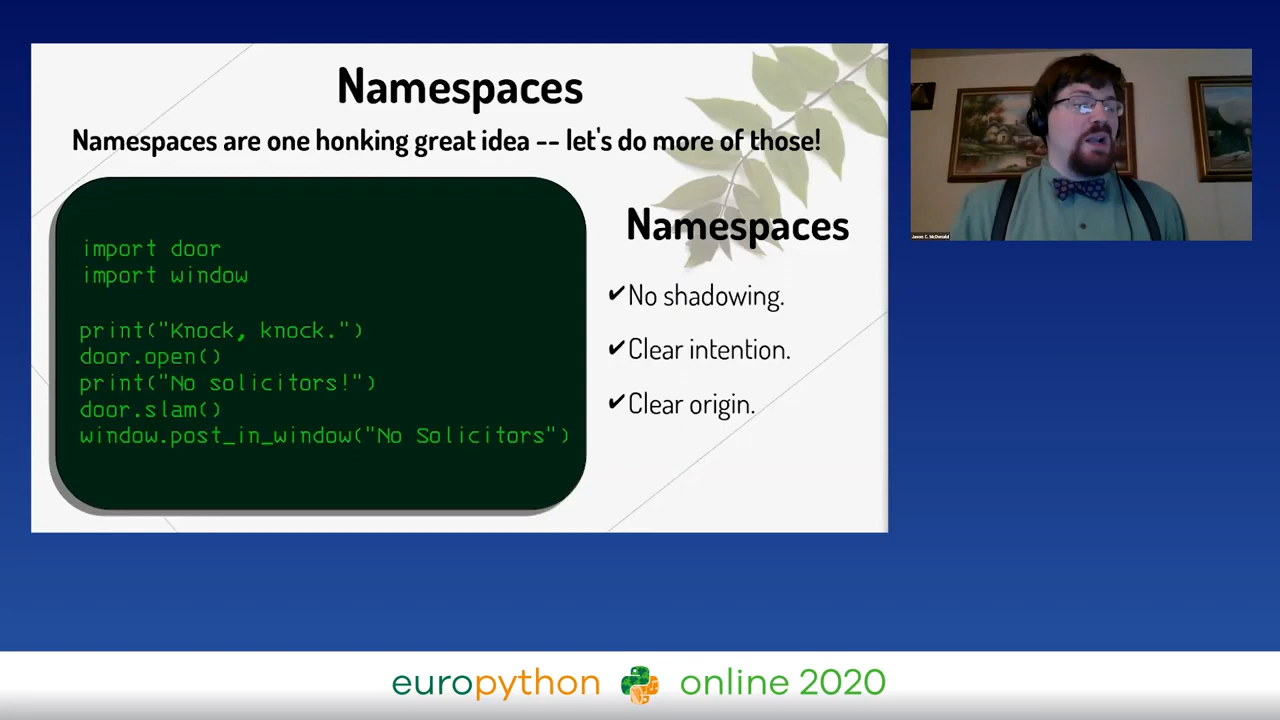 Namespaces
Namespaces are one honking great idea -- let's do more of those!
import door
import window
print("Knock, knock.")
door.open()
print("No solicitors!")
door.slam()
window.post_in_window("No Solicitors")
Namespaces
✔No shadowing.
✔Clear intention.
✔Clear origin.
Jason C. McDonald
europython online 2020